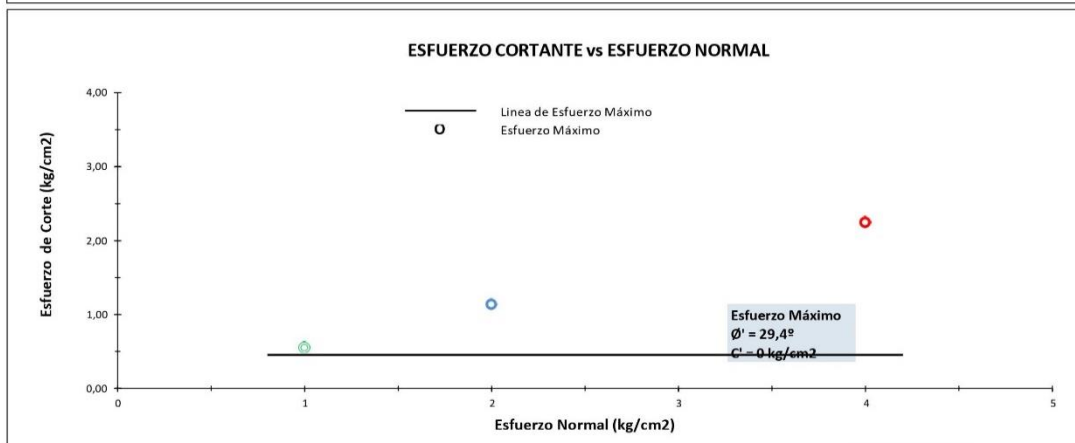 ESFUERZO CORTANTE vs ESFUERZO NORMAL
4,00
3,00
2,00
1,00
0,00
Esfuerzo de Corte (kg/cm2)
Linea de Esfuerzo Máximo
Esfuerzo Máximo
Esfuerzo Máximo
Ø' = 29,4º
C' = 0 kg/cm2
0 1 2 3 4 5
Esfuerzo Normal (kg/cm2)